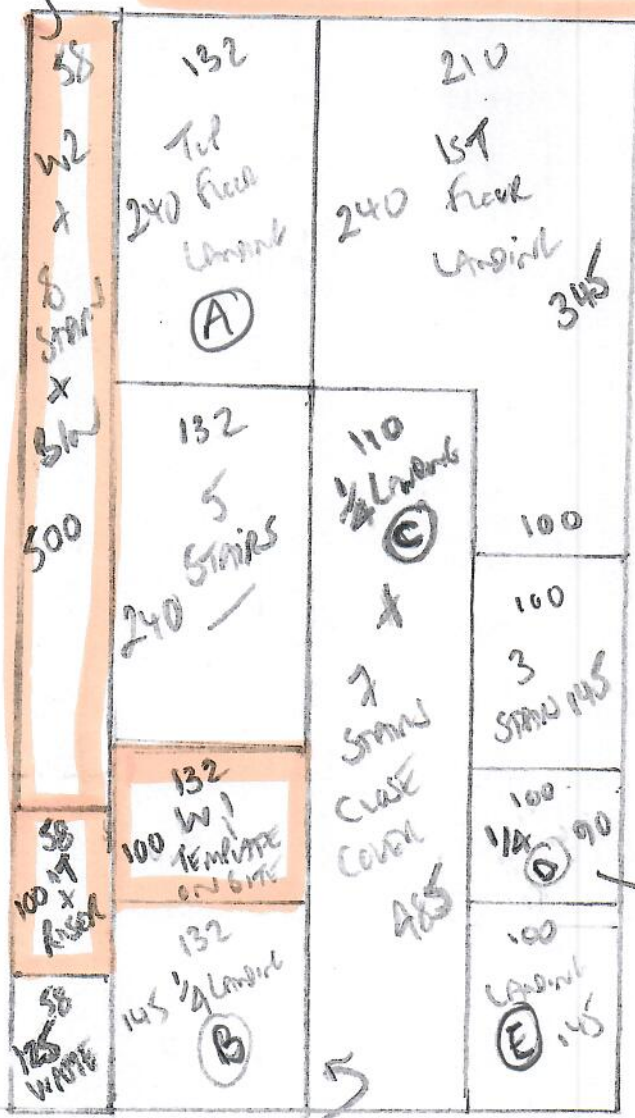 58
W2
X
8
STAIRS
X
B/N
500
132
TOP
240 FLOOR
LANDING
A
210
1ST
240 FLOOR
LANDING
345
100
132
5
STAIRS
240
110
1/4 LANDING
C
X
7
STAIRS
CLOSE
COVER
485
100
3
STAIRS 145
132
W1
100 TEMPLATE
ON SITE
100
1/4 90
D
58
100 1T
X
RISER
132
145 1/4 LANDING
B
100
LANDING
E 145
58
125